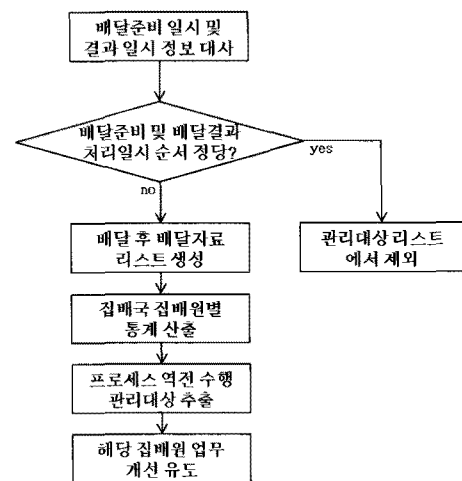 배달준비 일시 및
결과 일시 정보 대사
배달준비 및 배달결과
처리일시 순서 정당?
yes
no
배달 후 배달자료
리스트 생성
관리대상 리스트
에서 제외
집배국 집배원별
통계 산출
프로세스 역전 수행
관리대상 추출
해당 집배원 업무
개선 유도